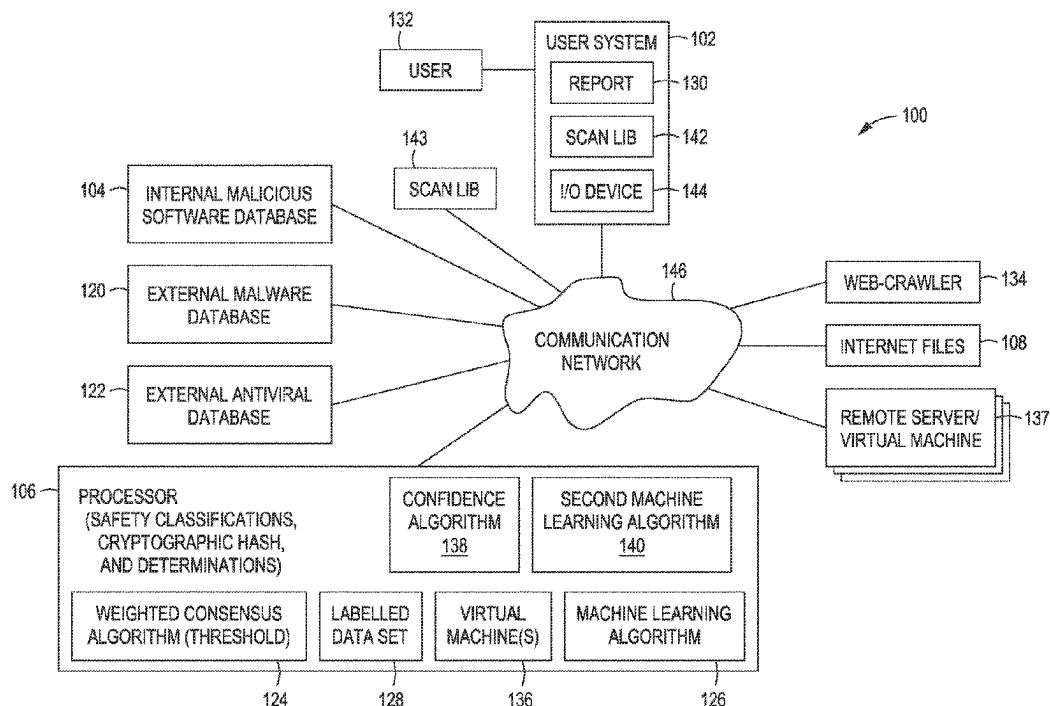 132
USER
USER SYSTEM
102
REPORT
130
SCAN LIB
142
I/O DEVICE
144
100
143
SCAN LIB
104
INTERNAL MALICIOUS
SOFTWARE DATABASE
120
EXTERNAL MALWARE
DATABASE
122
EXTERNAL ANTIVIRAL
DATABASE
146
COMMUNICATION
NETWORK
WEB-CRAWLER
134
INTERNET FILES
108
REMOTE SERVER/
VIRTUAL MACHINE
137
106
PROCESSOR
(SAFETY CLASSIFICATIONS,
CRYPTOGRAPHIC HASH,
AND DETERMINATIONS)
CONFIDENCE
ALGORITHM
138
SECOND MACHINE
LEARNING ALGORITHM
140
WEIGHTED CONSENSUS
ALGORITHM (THRESHOLD)
LABELLED
DATA SET
VIRTUAL
MACHINE(S)
MACHINE LEARNING
ALGORITHM
124
128
136
126